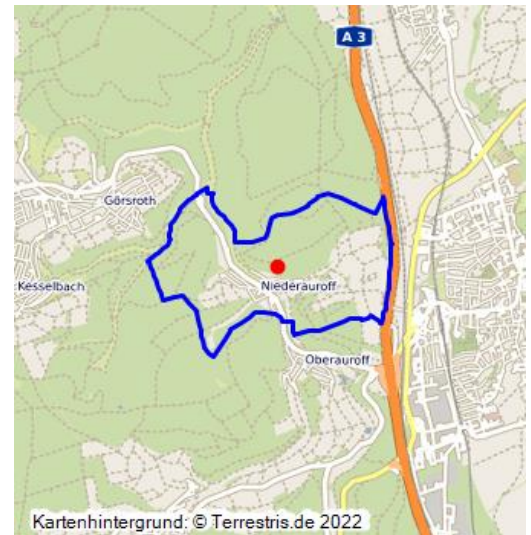 A 3
Görsroth
Kesselbach
Niederauroff
Oberauroff
Kartenhintergrund: © Terrestris.de 2022